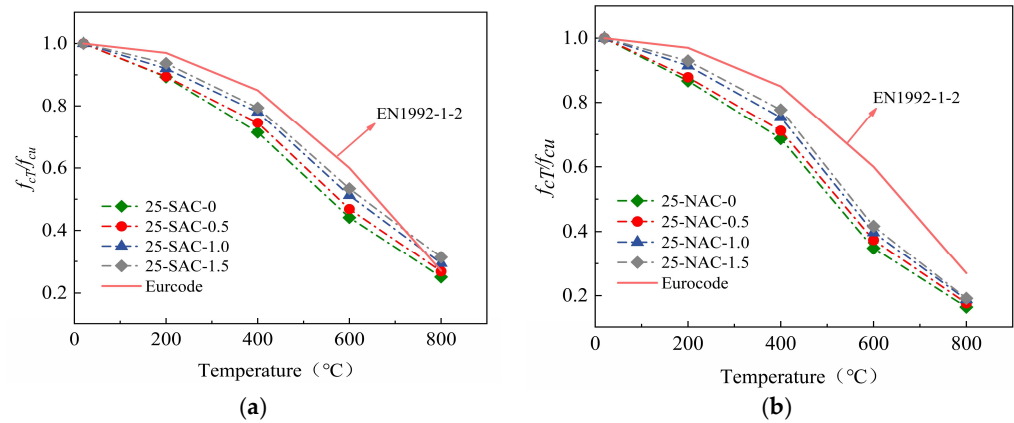 1.0
0.8
0.6
0.4
0.2
fcT/fcu
EN1992-1-2
25-SAC-0
25-SAC-0.5
25-SAC-1.0
25-SAC-1.5
Eurcode
0 200 400 600 800
Temperature（℃）
(a)
1.0
0.8
0.6
0.4
0.2
fcT/fcu
EN1992-1-2
25-NAC-0
25-NAC-0.5
25-NAC-1.0
25-NAC-1.5
Eurocode
0 200 400 600 800
Temperature（℃）
(b)